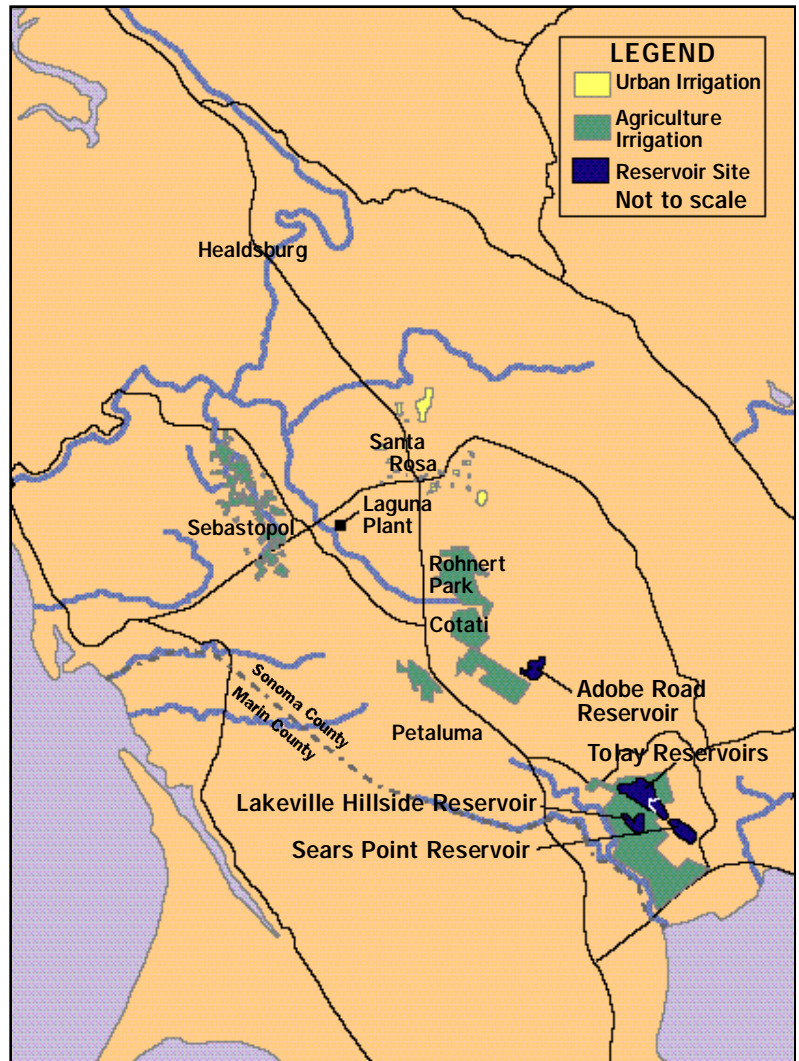 LEGEND
Urban Irrigation
Agriculture
Irrigation
Reservoir Site
Not to scale
Healdsburg
Santa
Rosa
Laguna
Plant
Sebastopol
Rohnert
Park
Cotati
Adobe Road
Reservoir
Sonoma County
Marin County
Petaluma
Tolay Reservoirs
Lakeville Hillside Reservoir
Sears Point Reservoir